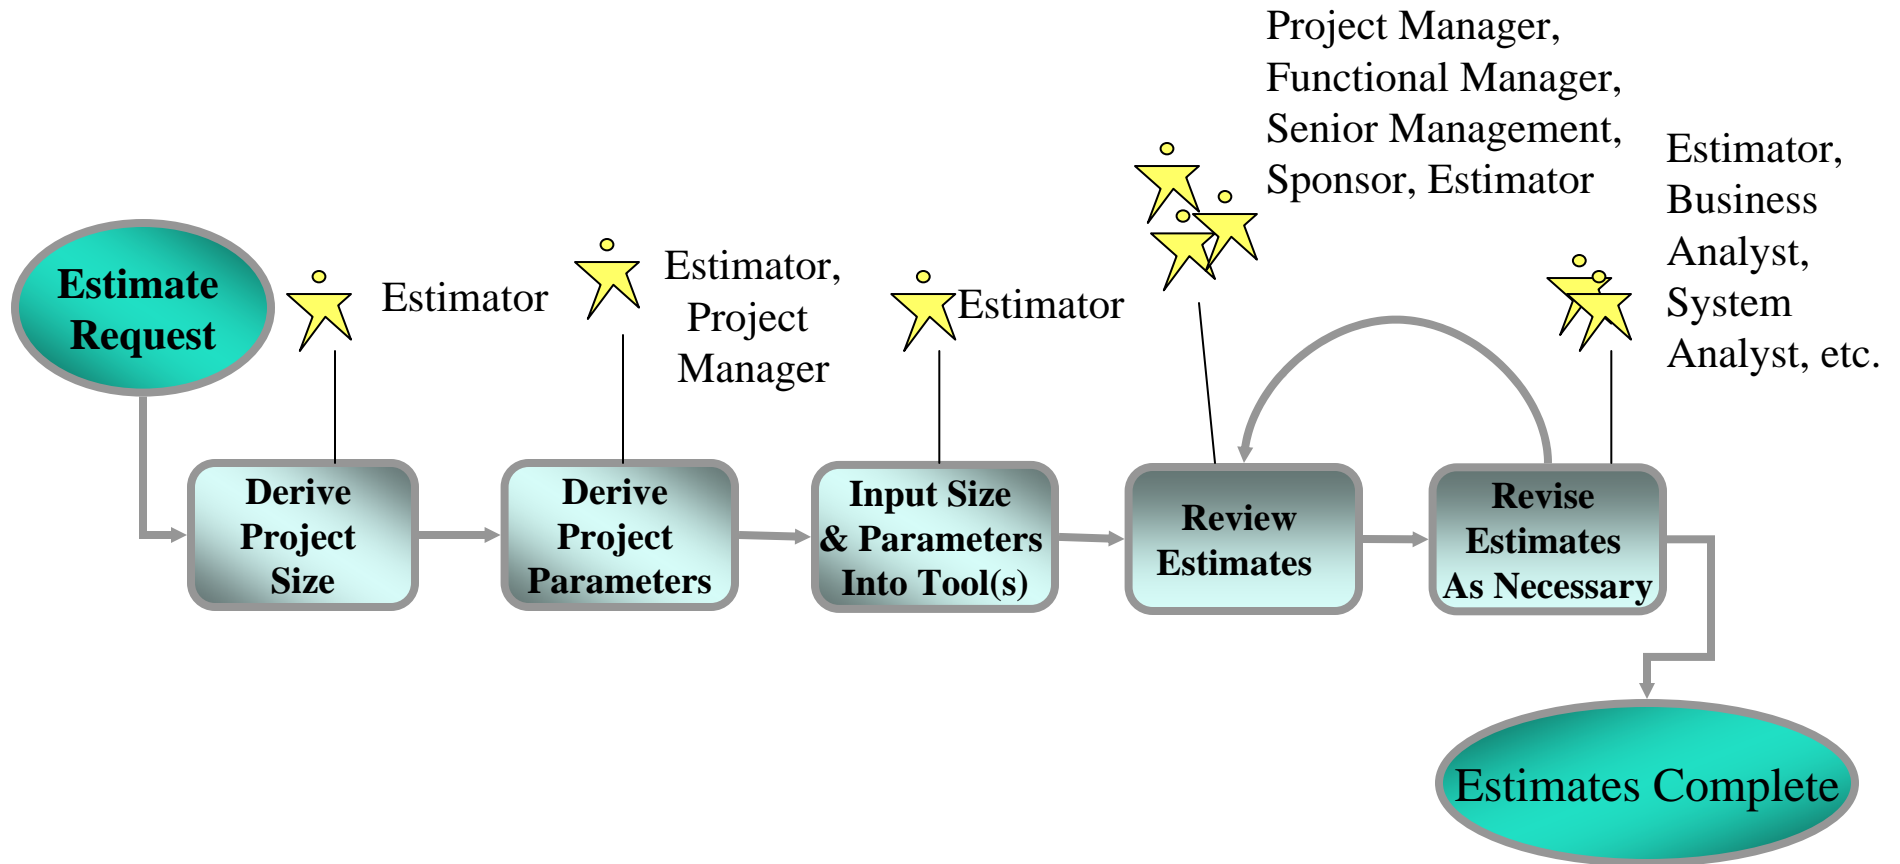 Project Manager,
Functional Manager,
Senior Management,
Sponsor, Estimator
Estimator,
Business
Analyst,
System
Analyst, etc.
Estimate
Request
Estimator
Estimator,
Project
Manager
Estimator
Derive
Project
Size
Derive
Project
Parameters
Input Size
& Parameters
Into Tool(s)
Review
Estimates
Revise
Estimates
As Necessary
Estimates Complete